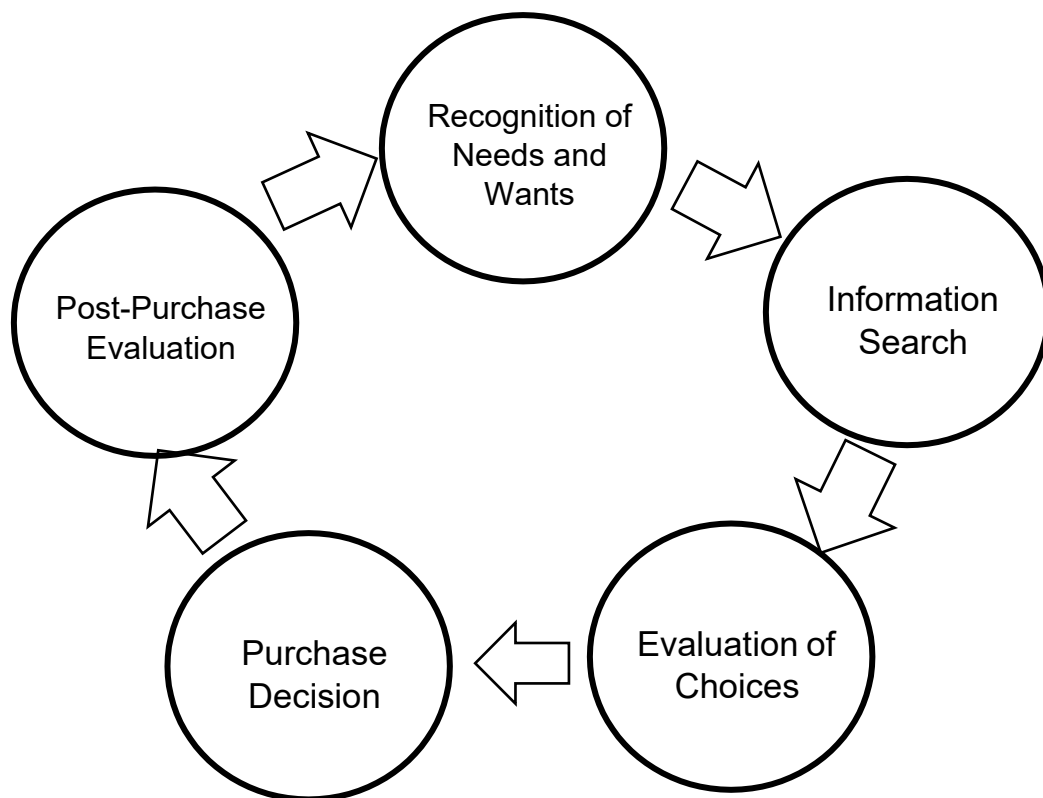 Recognition of
Needs and
Wants
Information
Search
Evaluation of
Choices
Purchase
Decision
Post-Purchase
Evaluation